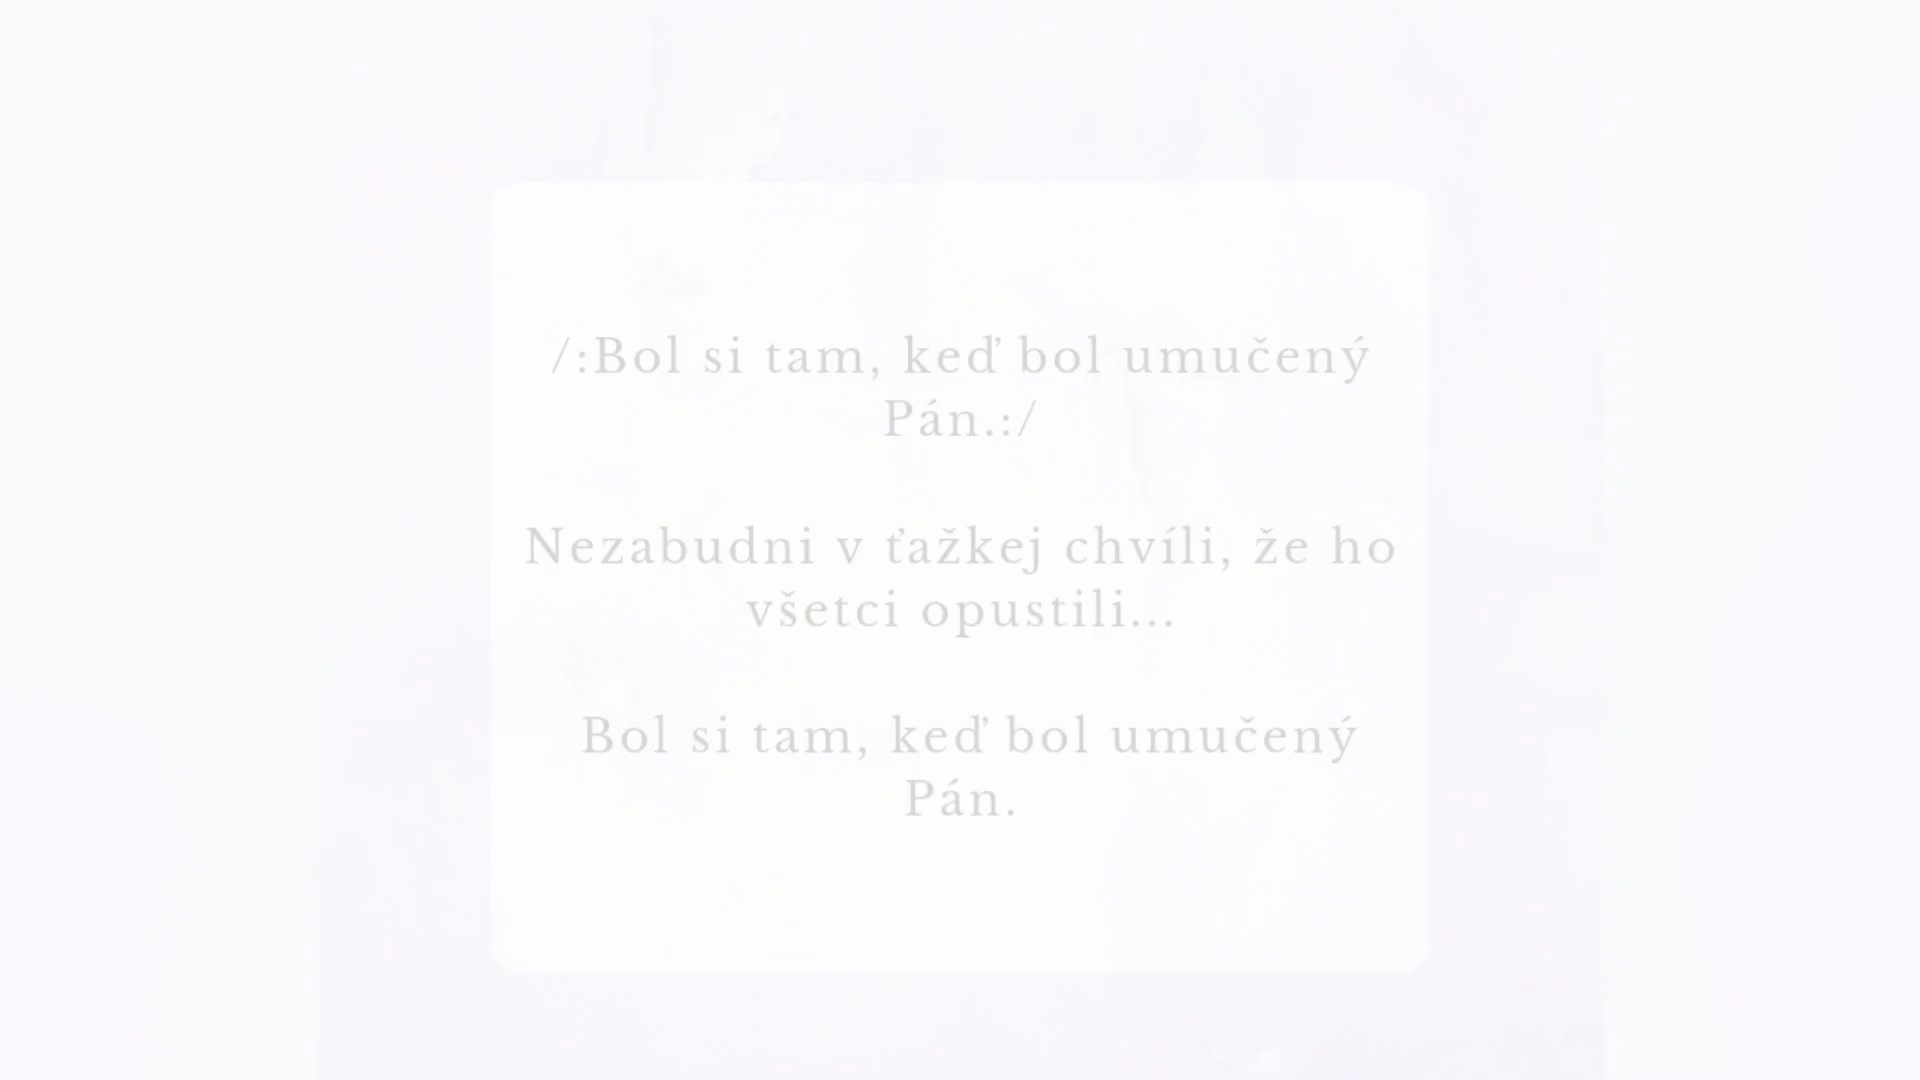 /:Bol si tam, keď bol umučený
Pán.:/
Nezabudni v ťažkej chvíli, že ho
všetci opustili...
Bol si tam, keď bol umučený
Pán.